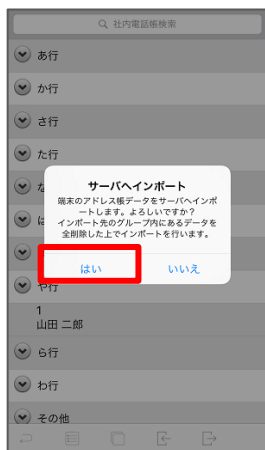 社内電話帳検索
あ行
か行
さ行
た行
な
サーバへインポート
端末のアドレス帳データをサーバへインポ
ートします。よろしいですか？
インポート先のグループ内にあるデータを
全削除した上でインポートを行います。
は
はい
いいえ
や行
1
山田 二郎
ら行
わ行
その他